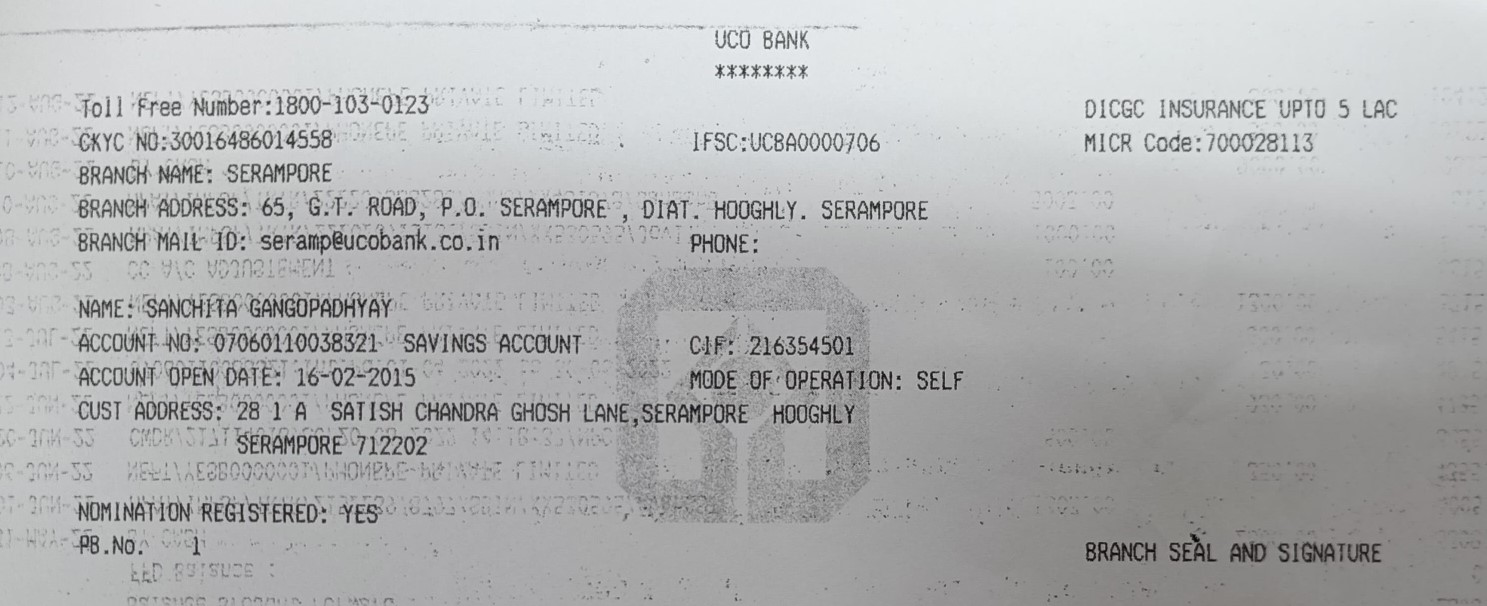 UCO BANK
********
Toll Free Number:1800-103-0123 DICGC INSURANCE UPTO 5 LAC
CKYC NO:30016486014558 IFSC:UCBA0000706 MICR Code:700028113
BRANCH NAME: SERAMPORE
BRANCH ADDRESS: 65, G.T. ROAD, P.O. SERAMPORE , DIAT. HOOGHLY. SERAMPORE
BRANCH MAIL ID: seramp@ucobank.co.in PHONE:
NAME: SANCHITA GANGOPADHYAY
ACCOUNT NO: 07060110038321 SAVINGS ACCOUNT CIF: 216354501
ACCOUNT OPEN DATE: 16-02-2015 MODE OF OPERATION: SELF
CUST ADDRESS: 28 1 A SATISH CHANDRA GHOSH LANE,SERAMPORE HOOGHLY
SERAMPORE 712202
NOMINATION REGISTERED: YES
PB.No. 1 BRANCH SEAL AND SIGNATURE